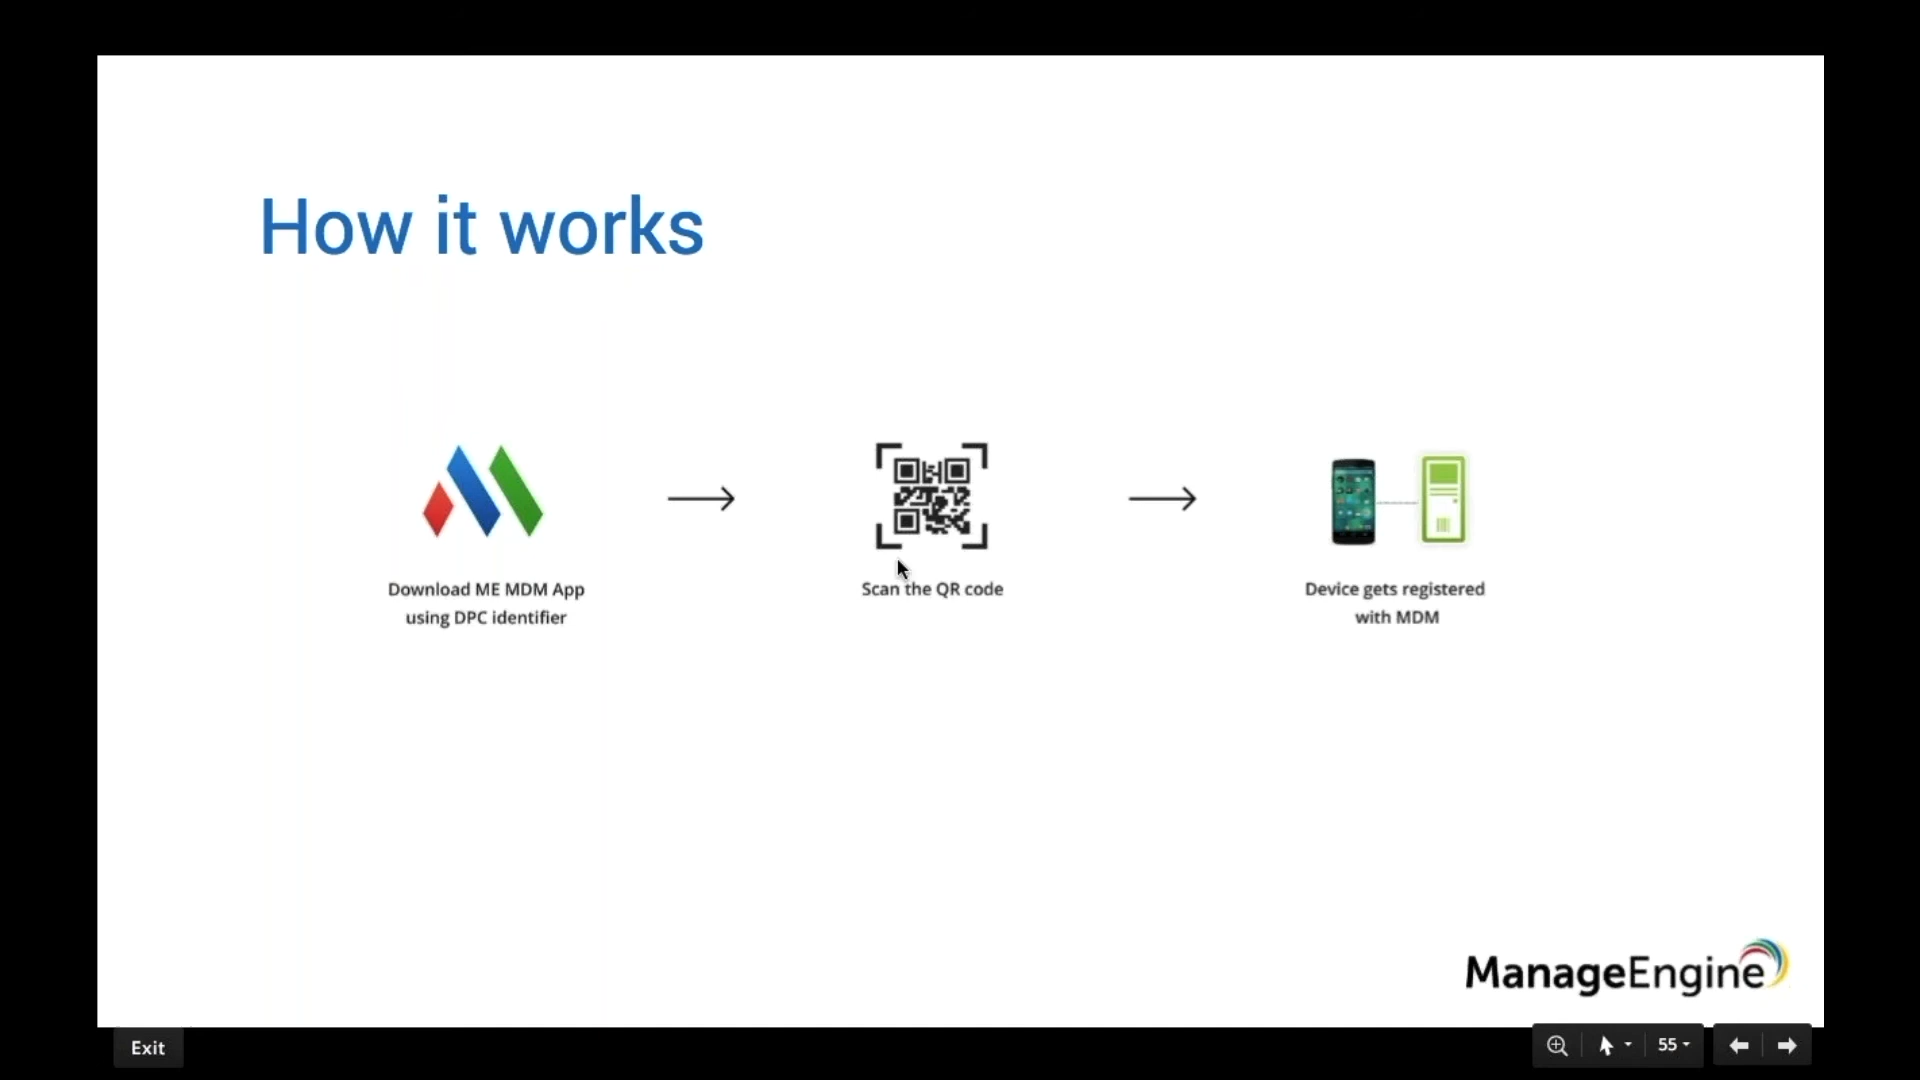 How it works
Download ME MDM App
using DPC identifier
Scan the QR code
Device gets registered
with MDM
ManageEngine
Exit
55